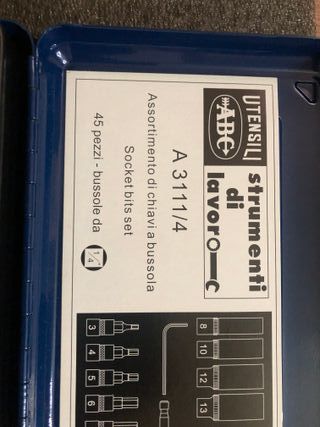 UTENSILI
ABC
strumenti
di
lavoro
A 3111/4
Assortimento di chiavi a bussola
Socket bits set
45 pezzi - bussole da 1/4"
8
10
12
13
3
4
5
6